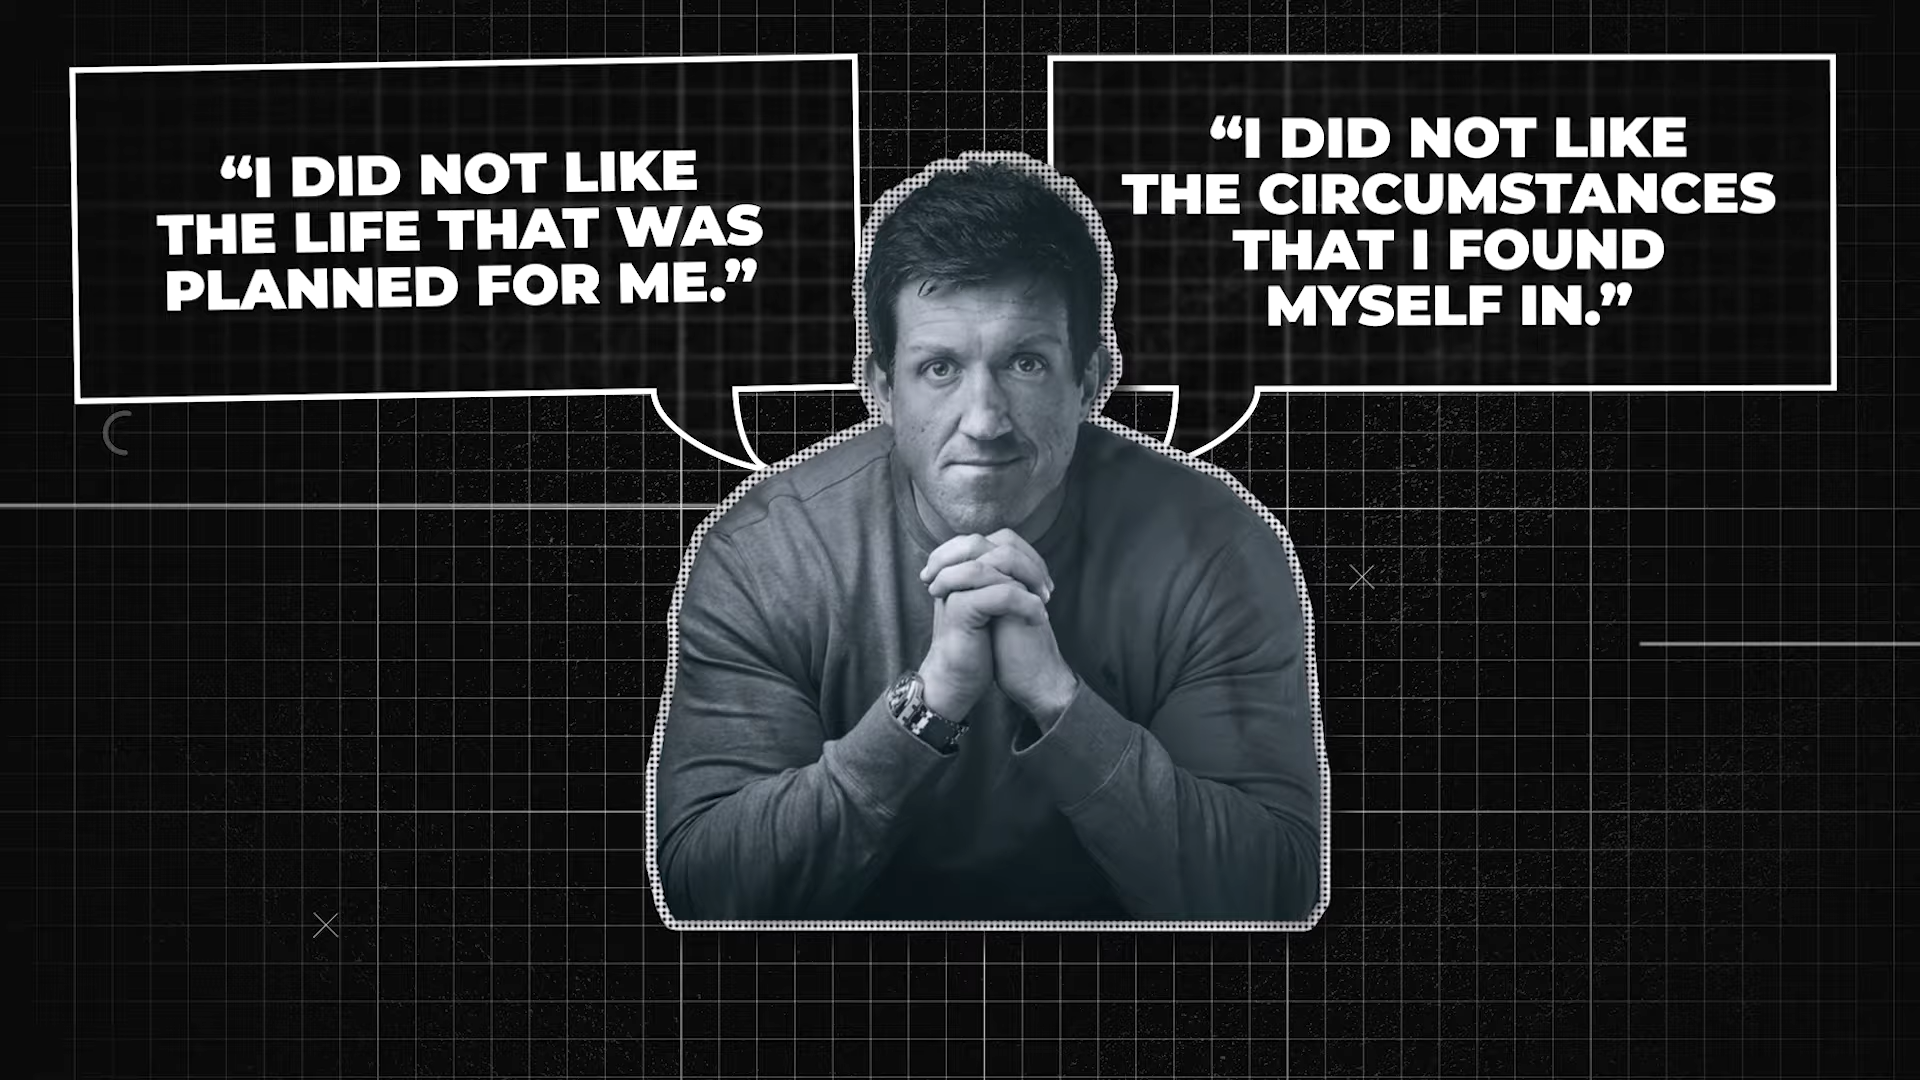 “I DID NOT LIKE
THE LIFE THAT WAS
PLANNED FOR ME.”
“I DID NOT LIKE
THE CIRCUMSTANCES
THAT I FOUND
MYSELF IN.”